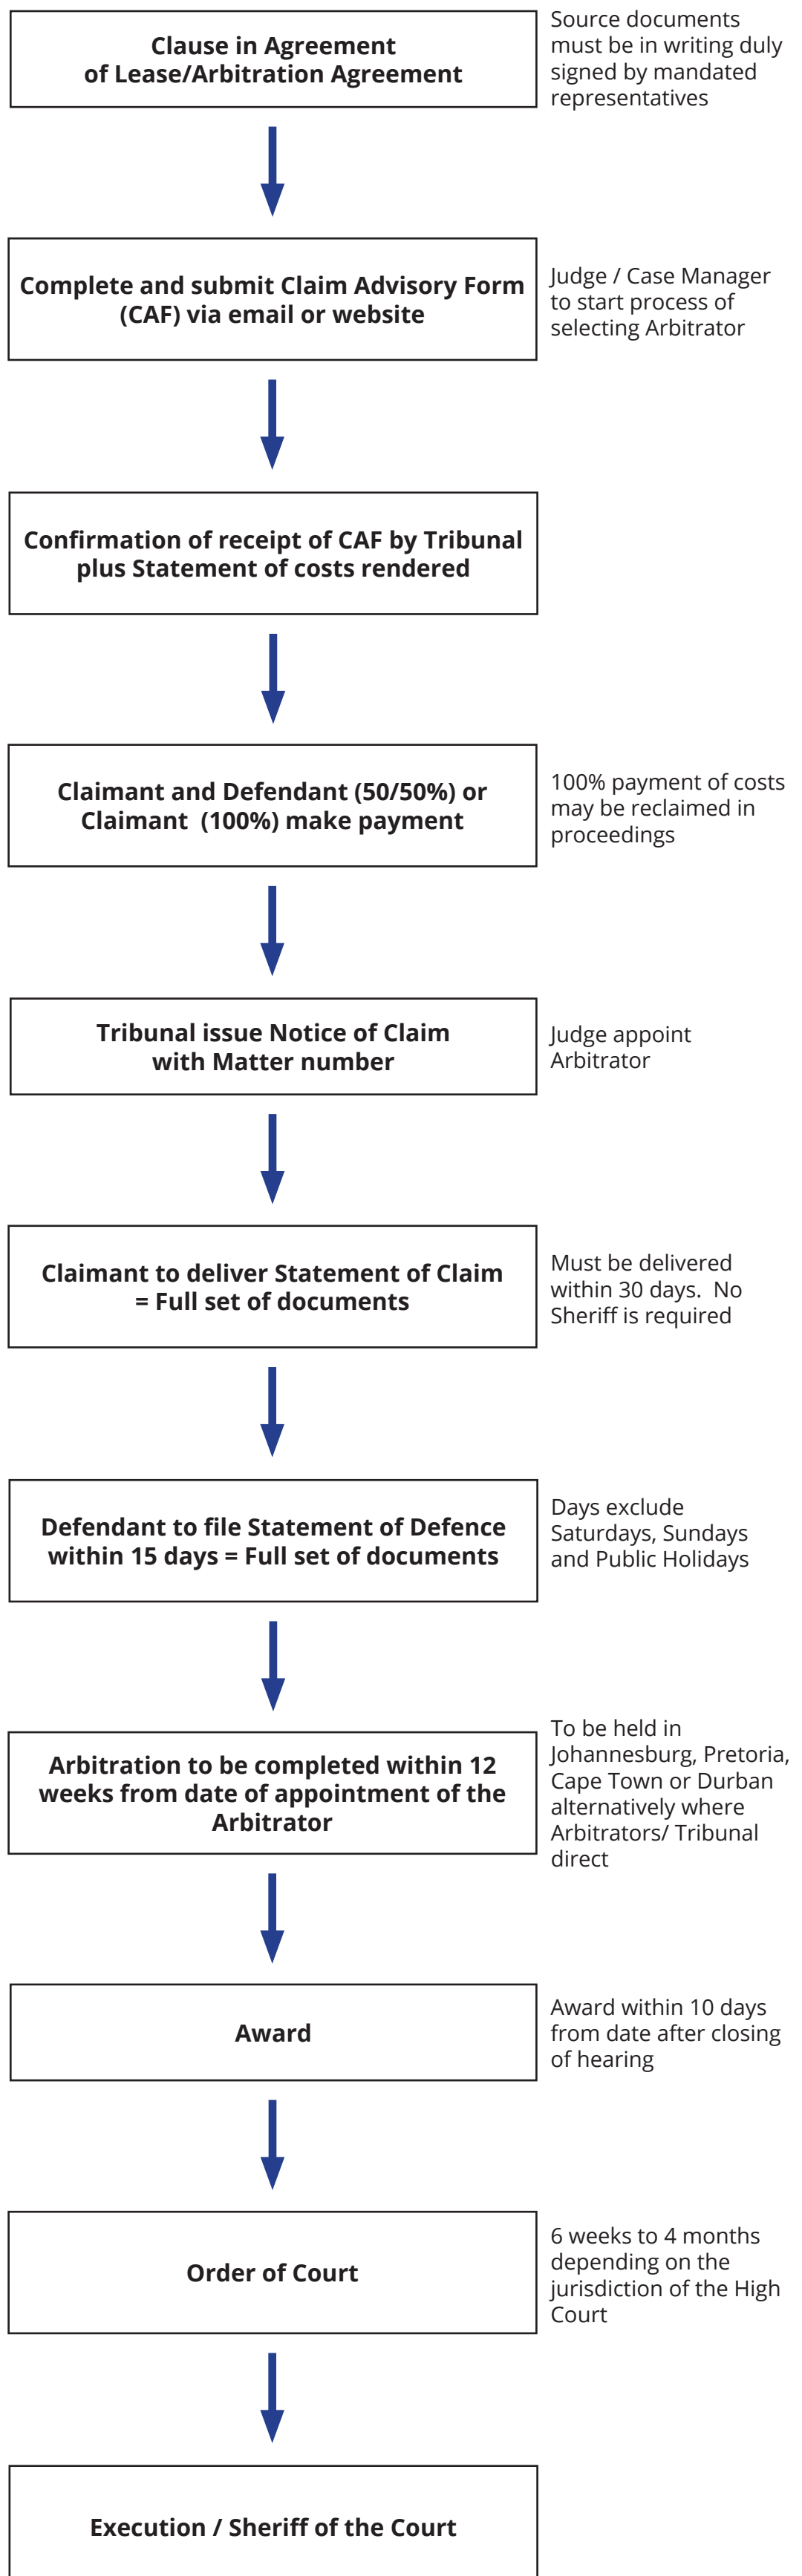 Clause in Agreement
of Lease/Arbitration Agreement
Source documents
must be in writing duly
signed by mandated
representatives
Complete and submit Claim Advisory Form
(CAF) via email or website
Judge / Case Manager
to start process of
selecting Arbitrator
Confirmation of receipt of CAF by Tribunal
plus Statement of costs rendered
Claimant and Defendant (50/50%) or
Claimant (100%) make payment
100% payment of costs
may be reclaimed in
proceedings
Tribunal issue Notice of Claim
with Matter number
Judge appoint
Arbitrator
Claimant to deliver Statement of Claim
= Full set of documents
Must be delivered
within 30 days. No
Sheriff is required
Defendant to file Statement of Defence
within 15 days = Full set of documents
Days exclude
Saturdays, Sundays
and Public Holidays
Arbitration to be completed within 12
weeks from date of appointment of the
Arbitrator
To be held in
Johannesburg, Pretoria,
Cape Town or Durban
alternatively where
Arbitrators/ Tribunal
direct
Award
Award within 10 days
from date after closing
of hearing
Order of Court
6 weeks to 4 months
depending on the
jurisdiction of the High
Court
Execution / Sheriff of the Court